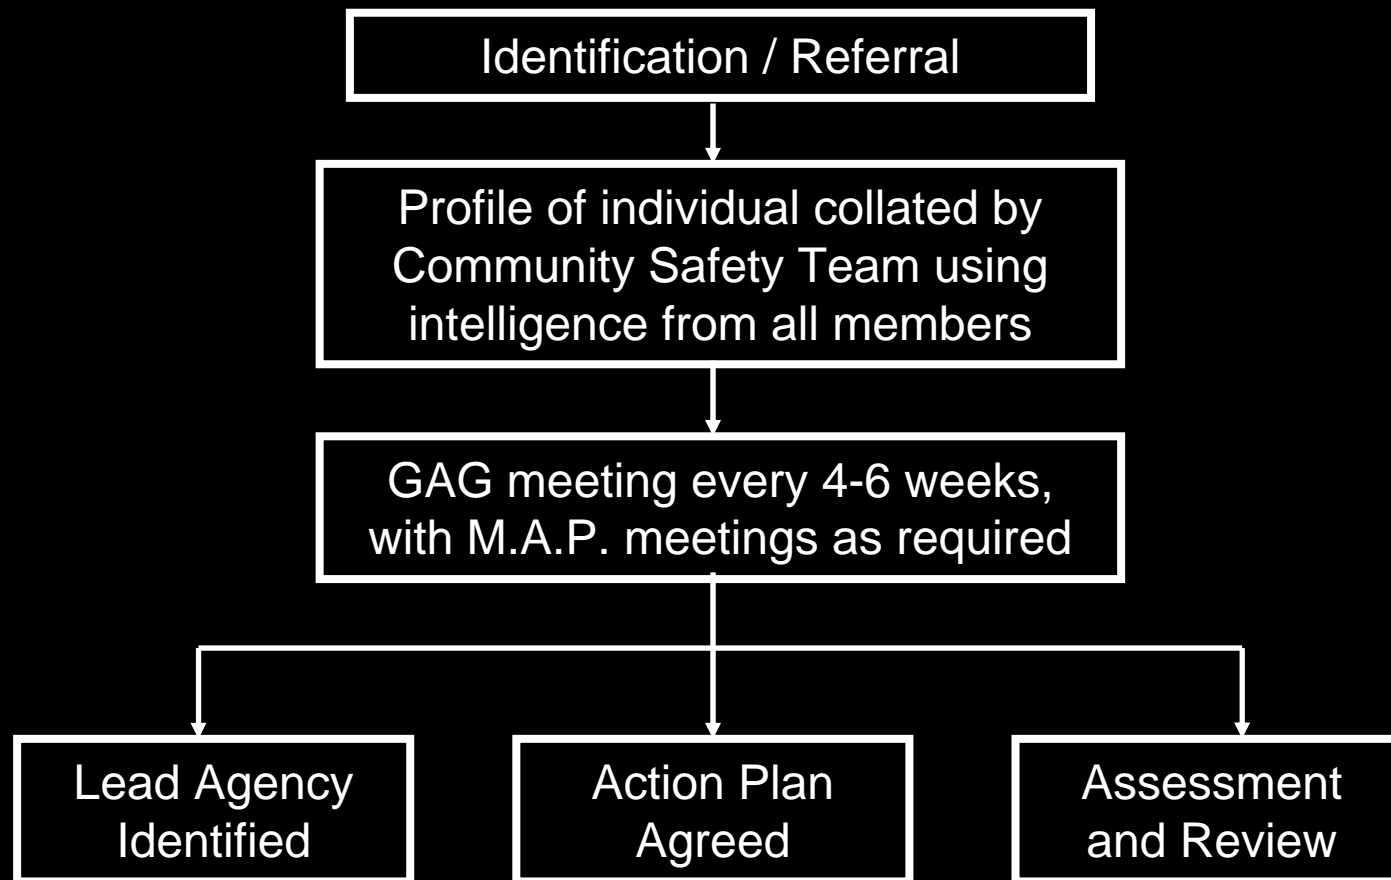 Identification / Referral
Profile of individual collated by
Community Safety Team using
intelligence from all members
GAG meeting every 4-6 weeks,
with M.A.P. meetings as required
Lead Agency
Identified
Action Plan
Agreed
Assessment
and Review